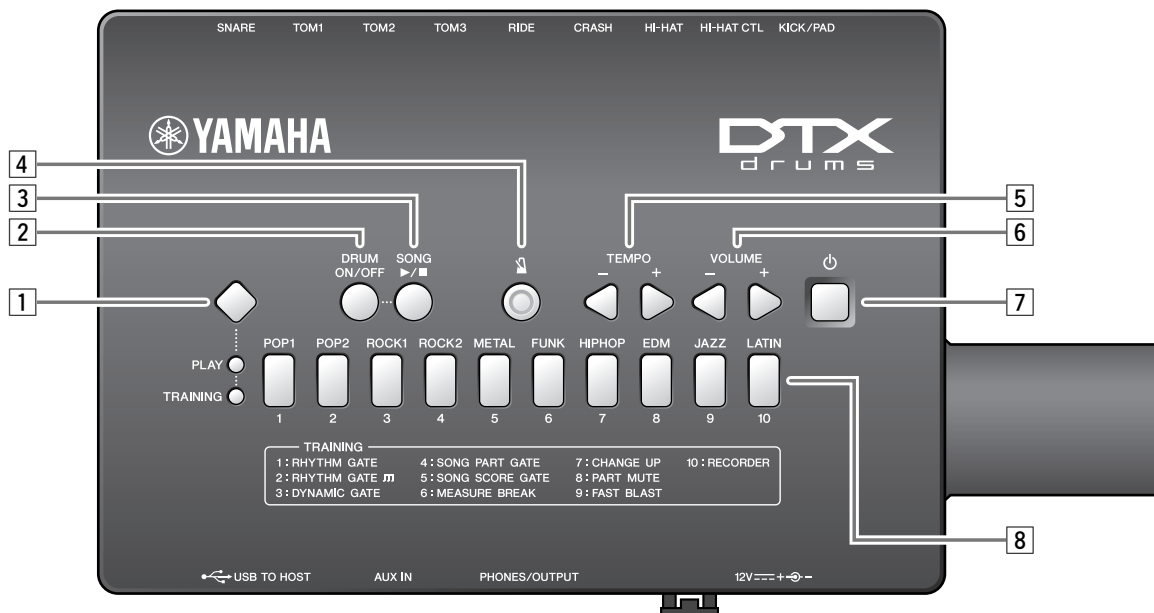 SNARE TOM1 TOM2 TOM3 RIDE CRASH HI-HAT HI-HAT CTL KICK/PAD
YAMAHA
DTX
drums
4
3
2
5
6
DRUM ON/OFF
SONG ▶/■
TEMPO
– +
VOLUME
– +
1
7
PLAY
TRAINING
POP1 POP2 ROCK1 ROCK2 METAL FUNK HIPHOP EDM JAZZ LATIN
1 2 3 4 5 6 7 8 9 10
TRAINING
1 : RHYTHM GATE 4 : SONG PART GATE 7 : CHANGE UP 10 : RECORDER
2 : RHYTHM GATE 5 : SONG SCORE GATE 8 : PART MUTE
3 : DYNAMIC GATE 6 : MEASURE BREAK 9 : FAST BLAST
8
USB TO HOST AUX IN PHONES/OUTPUT 12V + –